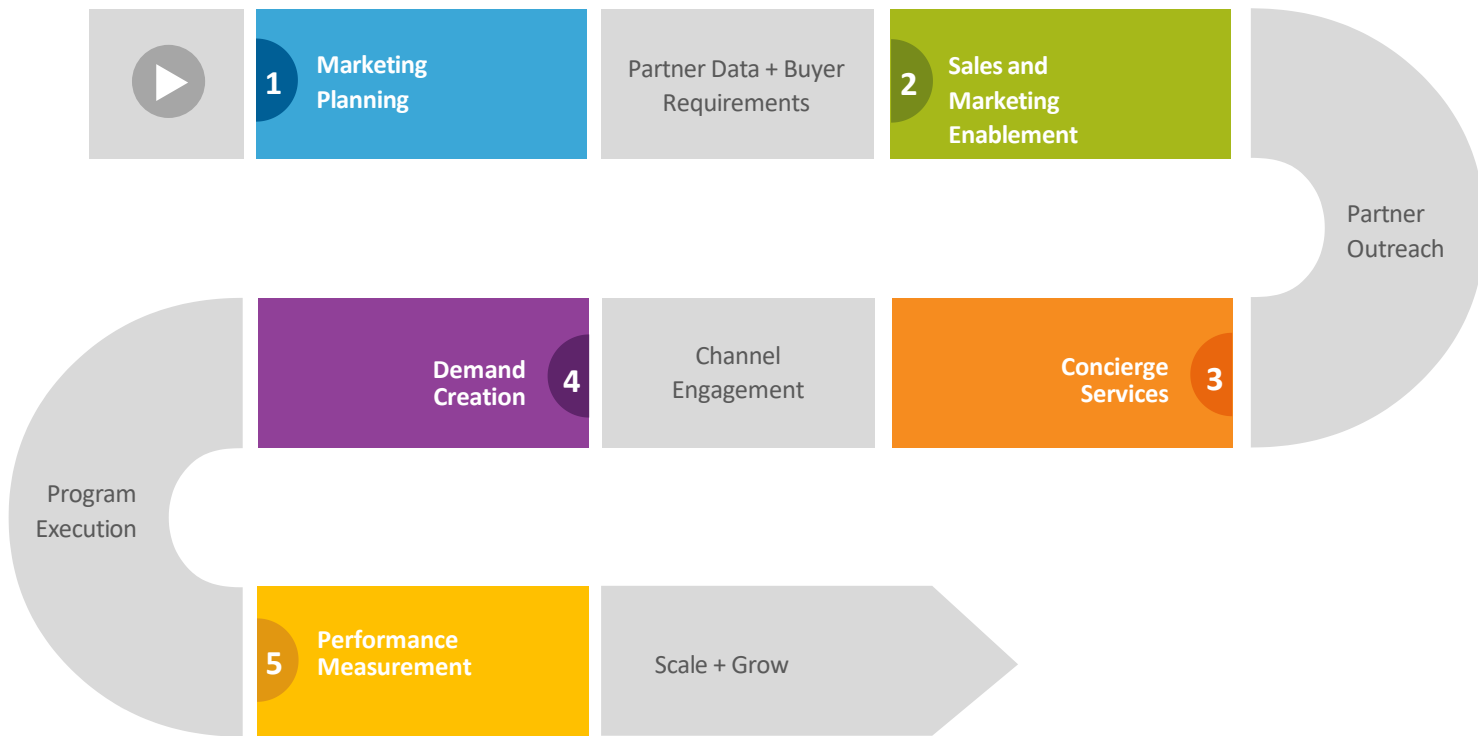 1
Marketing
Planning
Partner Data + Buyer
Requirements
2
Sales and
Marketing
Enablement
Partner
Outreach
3
Concierge
Services
Channel
Engagement
4
Demand
Creation
Program
Execution
5
Performance
Measurement
Scale + Grow